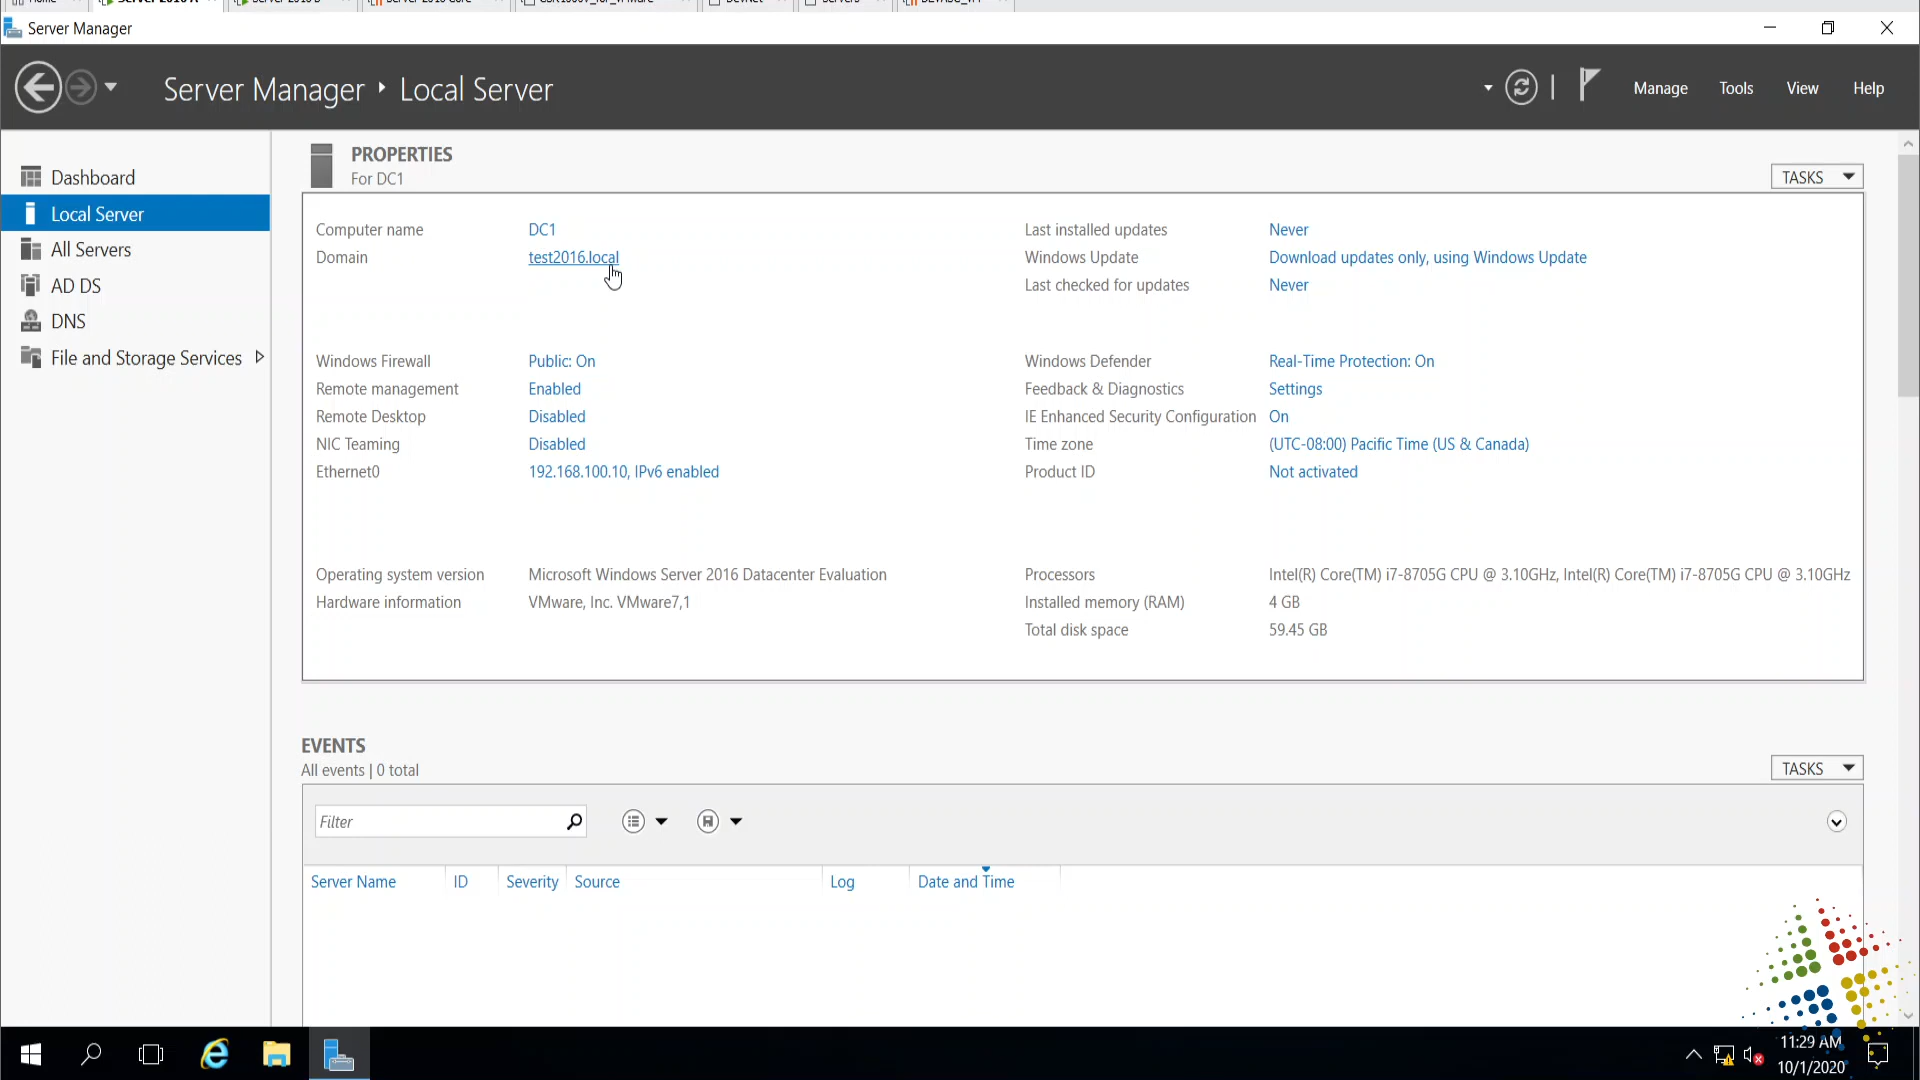 Server Manager
Server Manager ‣ Local Server
Manage Tools View Help
Dashboard
Local Server
All Servers
AD DS
DNS
File and Storage Services
PROPERTIES
For DC1
TASKS
Computer name DC1
Domain test2016.local
Last installed updates Never
Windows Update Download updates only, using Windows Update
Last checked for updates Never
Windows Firewall Public: On
Remote management Enabled
Remote Desktop Disabled
NIC Teaming Disabled
Ethernet0 192.168.100.10, IPv6 enabled
Windows Defender Real-Time Protection: On
Feedback & Diagnostics Settings
IE Enhanced Security Configuration On
Time zone (UTC-08:00) Pacific Time (US & Canada)
Product ID Not activated
Operating system version Microsoft Windows Server 2016 Datacenter Evaluation
Hardware information VMware, Inc. VMware7,1
Processors Intel(R) Core(TM) i7-8705G CPU @ 3.10GHz, Intel(R) Core(TM) i7-8705G CPU @ 3.10GHz
Installed memory (RAM) 4 GB
Total disk space 59.45 GB
EVENTS
All events | 0 total
TASKS
Filter
Server Name ID Severity Source Log Date and Time
11:29 AM
10/1/2020